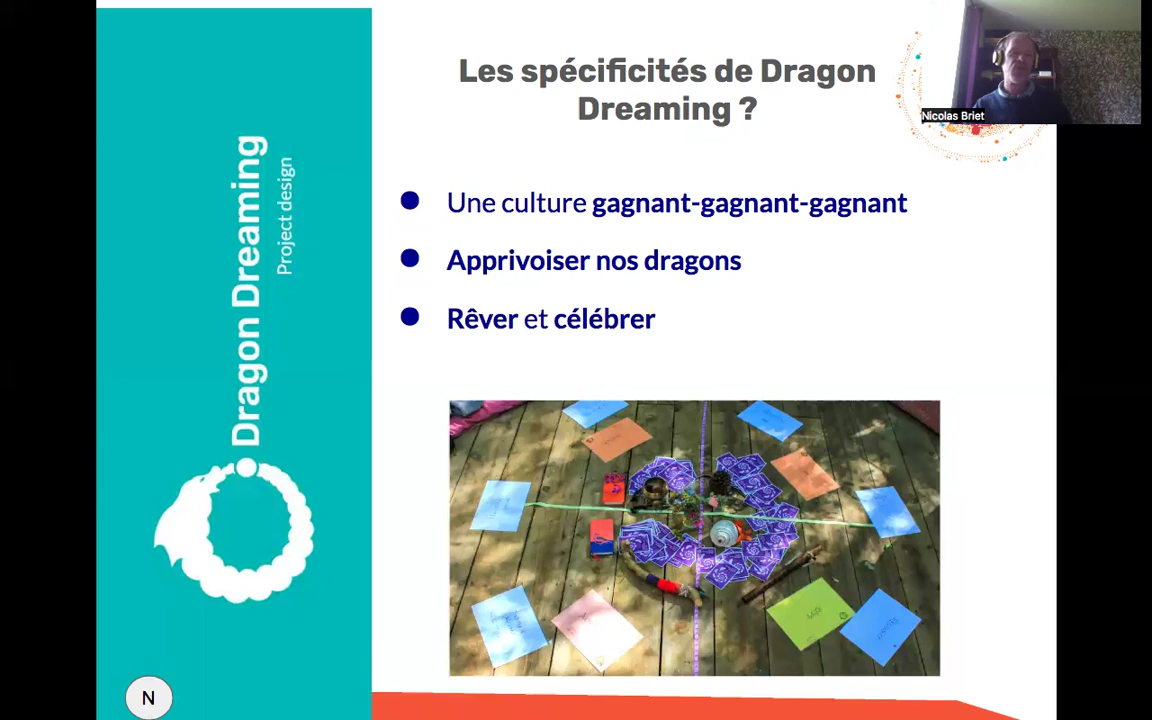 Les spécificités de Dragon
Dreaming ?
Nicolas Briet
Une culture gagnant-gagnant-gagnant
Apprivoiser nos dragons
Rêver et célébrer
Dragon Dreaming
Project design
N